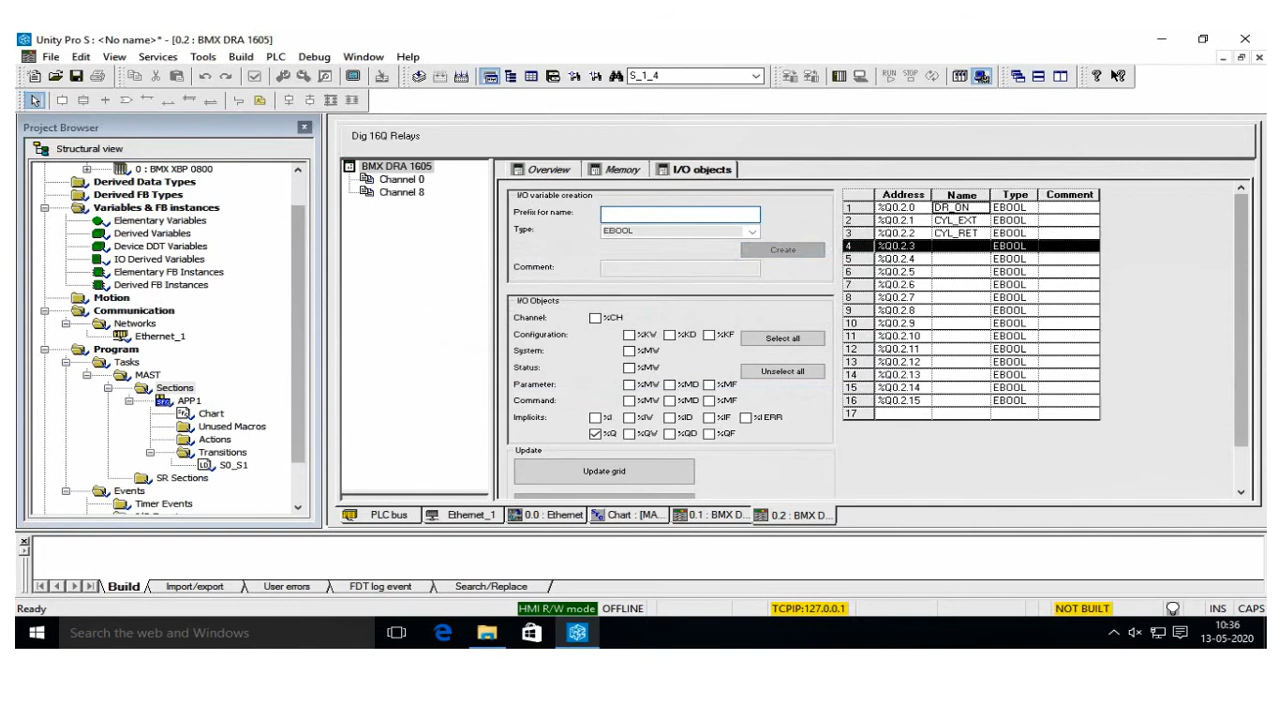 Unity Pro S : <No name>* - [0.2 : BMX DRA 1605]
File Edit View Services Tools Build PLC Debug Window Help
S_1_4
Project Browser
Structural view
0 : BMX XBP 0800
Derived Data Types
Derived FB Types
Variables & FB instances
Elementary Variables
Derived Variables
Device DDT Variables
IO Derived Variables
Elementary FB Instances
Derived FB Instances
Motion
Communication
Networks
Ethernet_1
Program
Tasks
MAST
Sections
APP1
Chart
Unused Macros
Actions
Transitions
S0_S1
SR Sections
Events
Timer Events
Dig 16Q Relays
BMX DRA 1605
Channel 0
Channel 8
Overview Memory I/O objects
I/O variable creation
Prefix for name:
Type: EBOOL
Create
Comment:
I/O Objects
Channel: %CH
Configuration: %KW %KD %KF Select all
System: %MW
Status: %MW Unselect all
Parameter: %MW %MD %MF
Command: %MW %MD %MF
Implicits: %I %IW %ID %IF %I ERR
%Q %QW %QD %QF
Update
Update grid
Address Name Type Comment
1 %Q0.2.0 DR_ON EBOOL
2 %Q0.2.1 CYL_EXT EBOOL
3 %Q0.2.2 CYL_RET EBOOL
4 %Q0.2.3 EBOOL
5 %Q0.2.4 EBOOL
6 %Q0.2.5 EBOOL
7 %Q0.2.6 EBOOL
8 %Q0.2.7 EBOOL
9 %Q0.2.8 EBOOL
10 %Q0.2.9 EBOOL
11 %Q0.2.10 EBOOL
12 %Q0.2.11 EBOOL
13 %Q0.2.12 EBOOL
14 %Q0.2.13 EBOOL
15 %Q0.2.14 EBOOL
16 %Q0.2.15 EBOOL
17
PLC bus Ethernet_1 0.0 : Ethernet Chart : [MA... 0.1 : BMX D... 0.2 : BMX D...
Build Import/export User errors FDT log event Search/Replace
Ready HMI R/W mode OFFLINE TCPIP:127.0.0.1 NOT BUILT INS CAPS
Search the web and Windows
10:36
13-05-2020